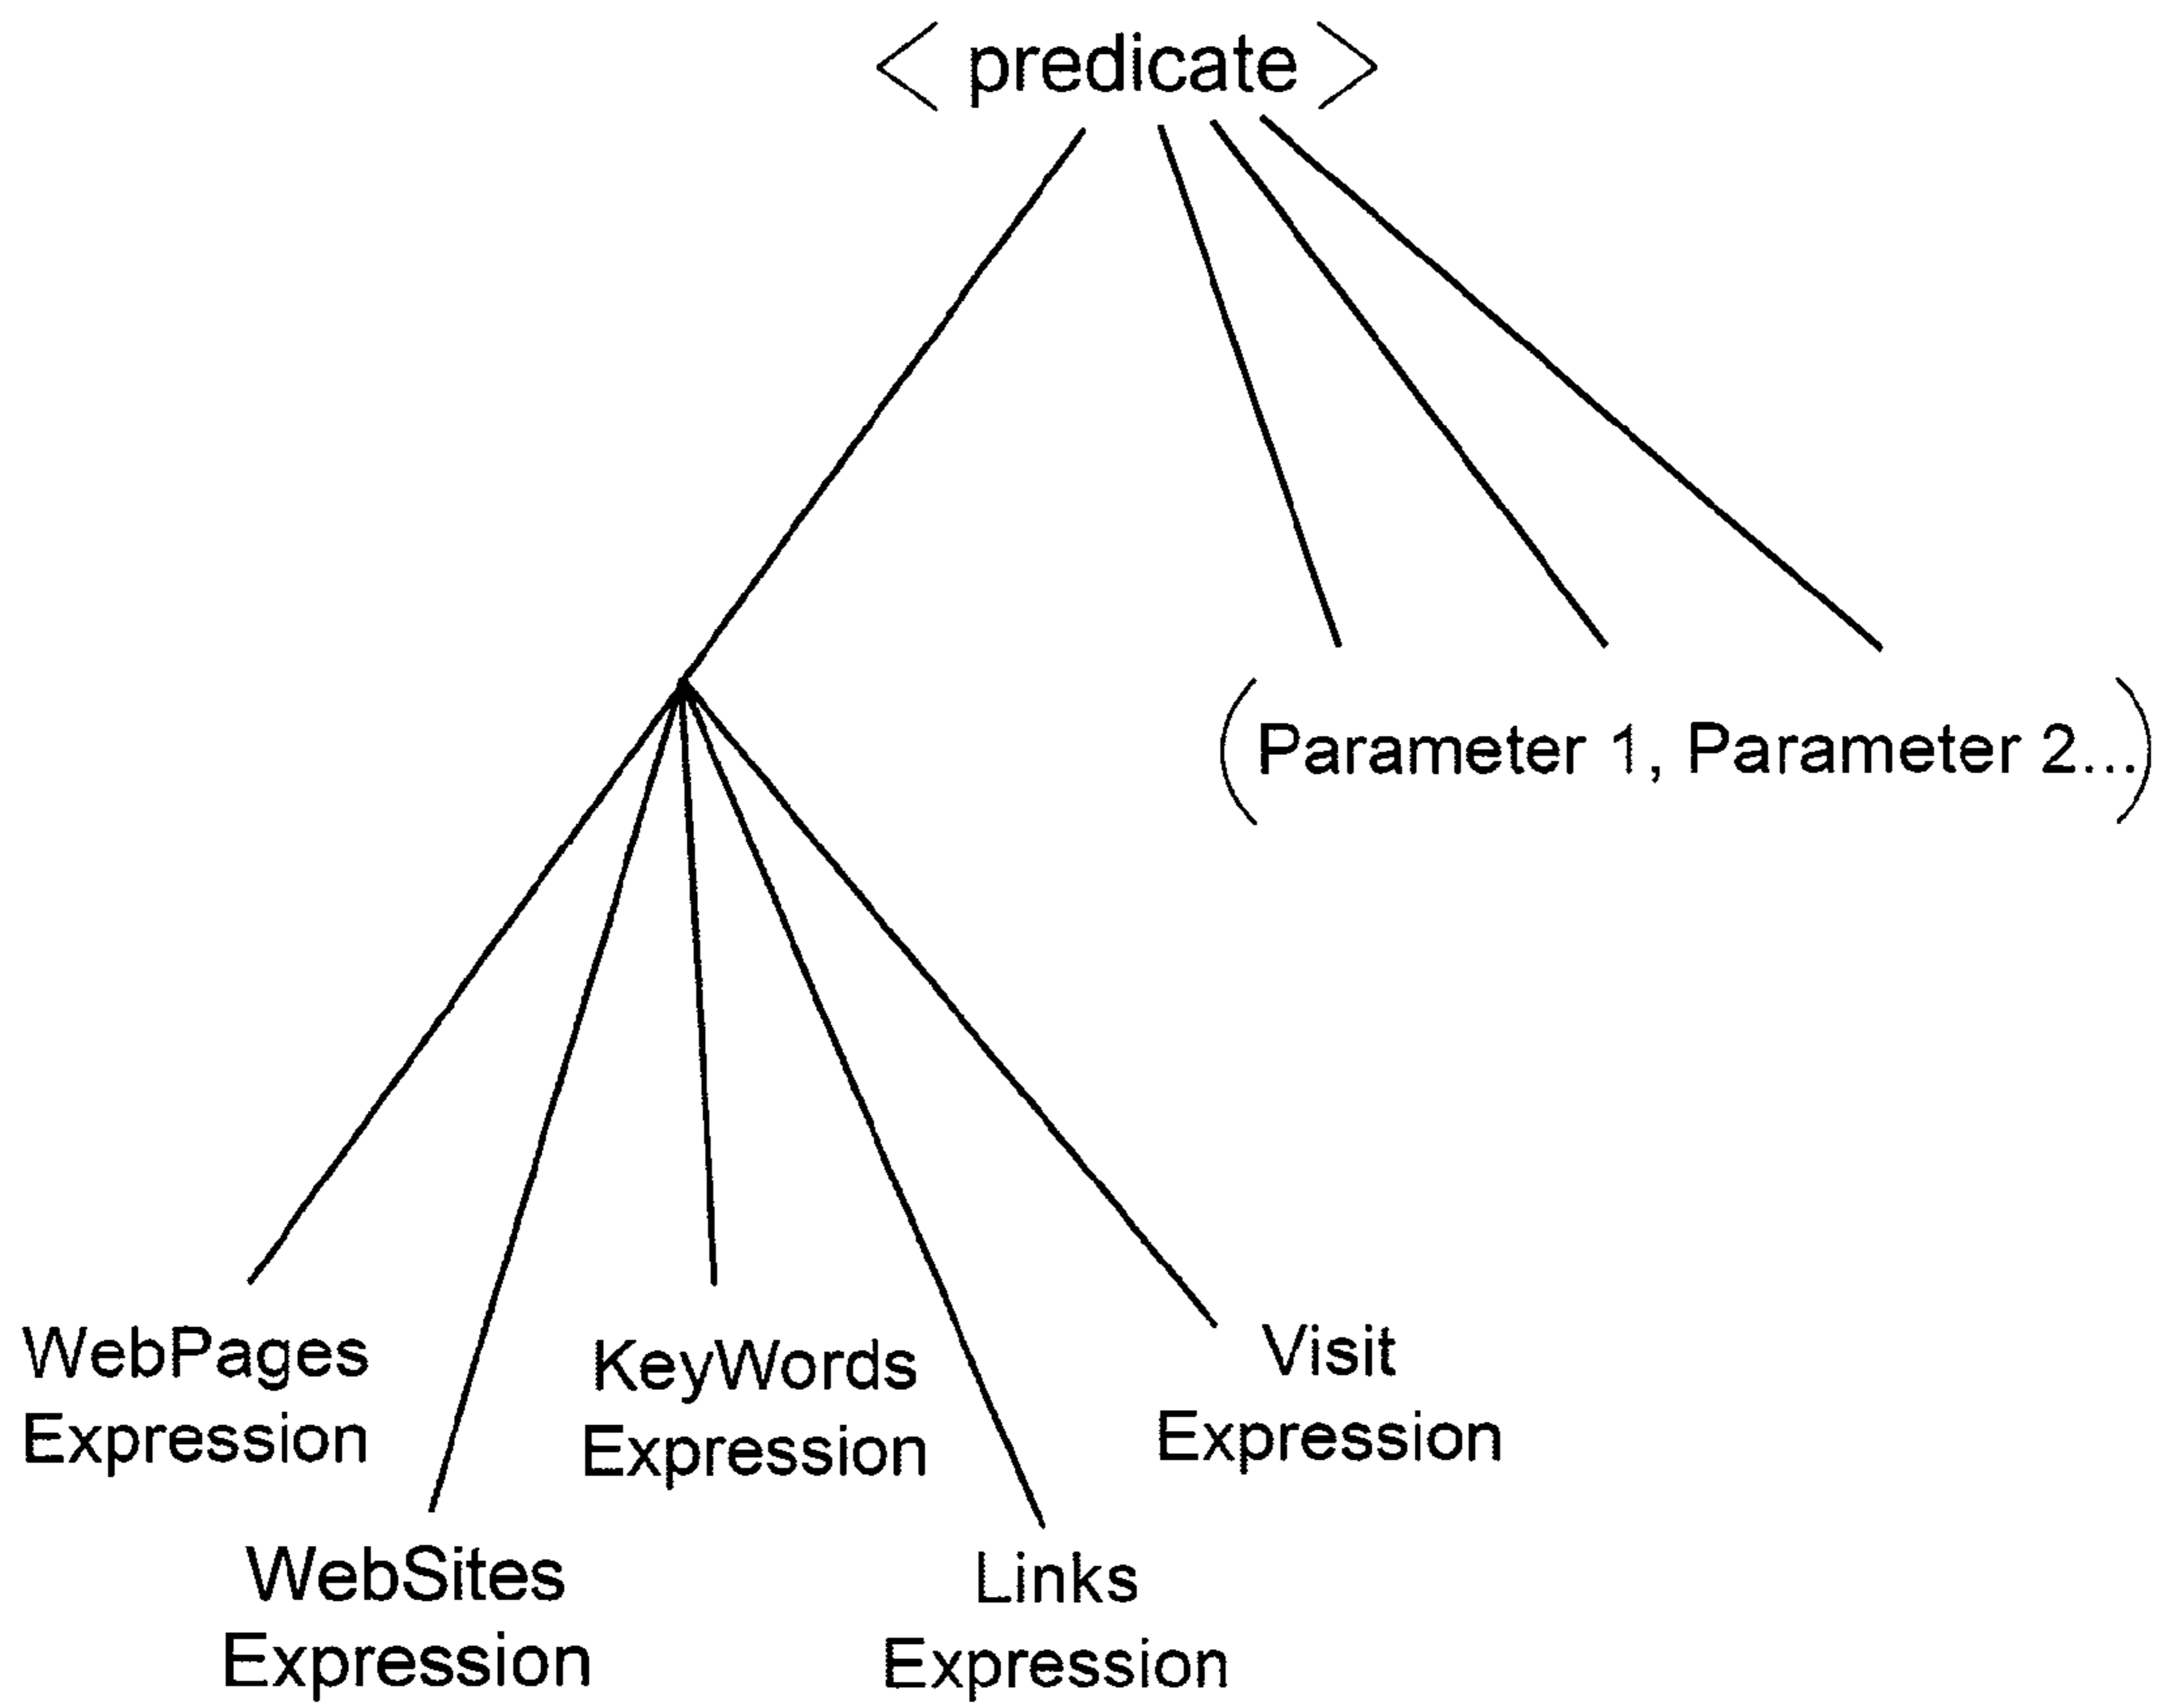 < predicate >
(Parameter 1, Parameter 2...)
WebPages
Expression
KeyWords
Expression
Visit
Expression
WebSites
Expression
Links
Expression